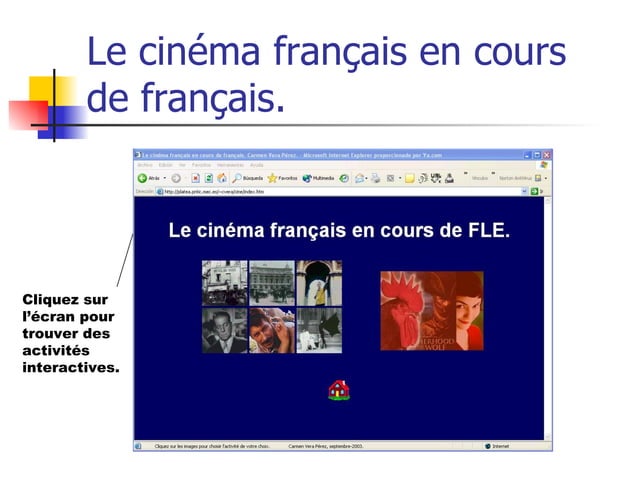 Le cinéma français en cours
de français.
Le cinéma français en cours de français. Carmen Vera Pérez. - Microsoft Internet Explorer proporcionado por Ya.com
Archivo Edición Ver Favoritos Herramientas Ayuda
Atrás Búsqueda Favoritos Multimedia Vínculos Norton AntiVirus
Dirección http://platea.pntic.mec.es/~cvera/cine/index.htm Ir
Le cinéma français en cours de FLE.
Cliquez sur
l’écran pour
trouver des
activités
interactives.
WOLF
Cliquez sur les images pour choisir l'activité de votre choix. Carmen Vera Pérez, septembre-2003. Internet